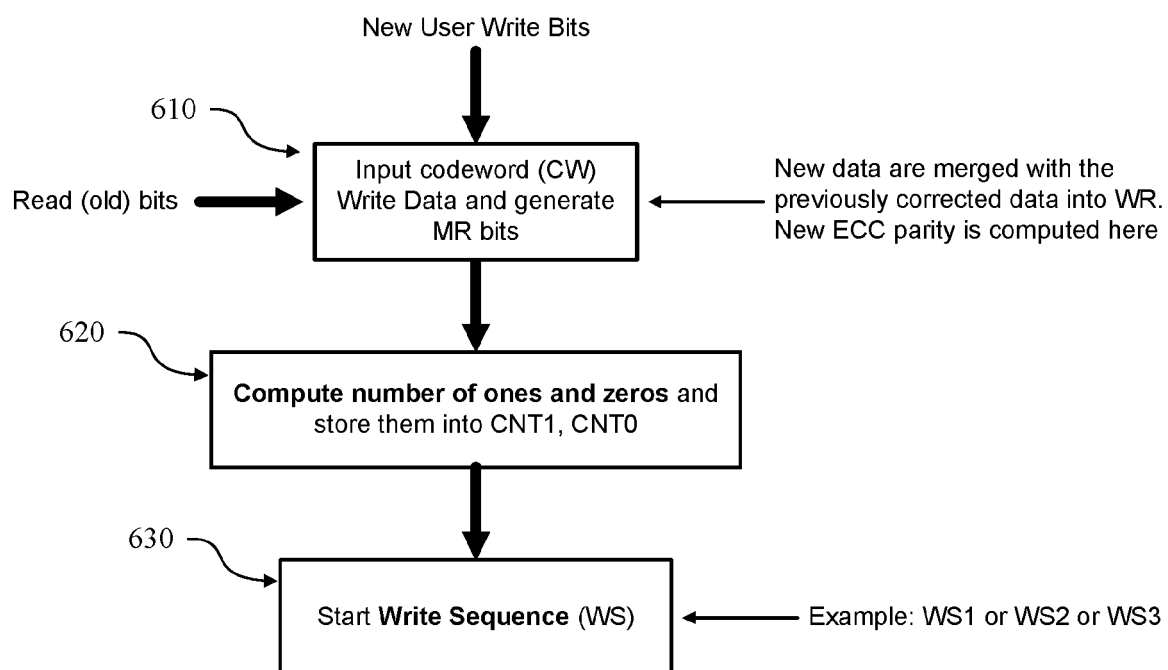 New User Write Bits
610
Input codeword (CW)
Write Data and generate
MR bits
Read (old) bits
New data are merged with the
previously corrected data into WR.
New ECC parity is computed here
620
Compute number of ones and zeros and
store them into CNT1, CNT0
630
Start Write Sequence (WS)
Example: WS1 or WS2 or WS3